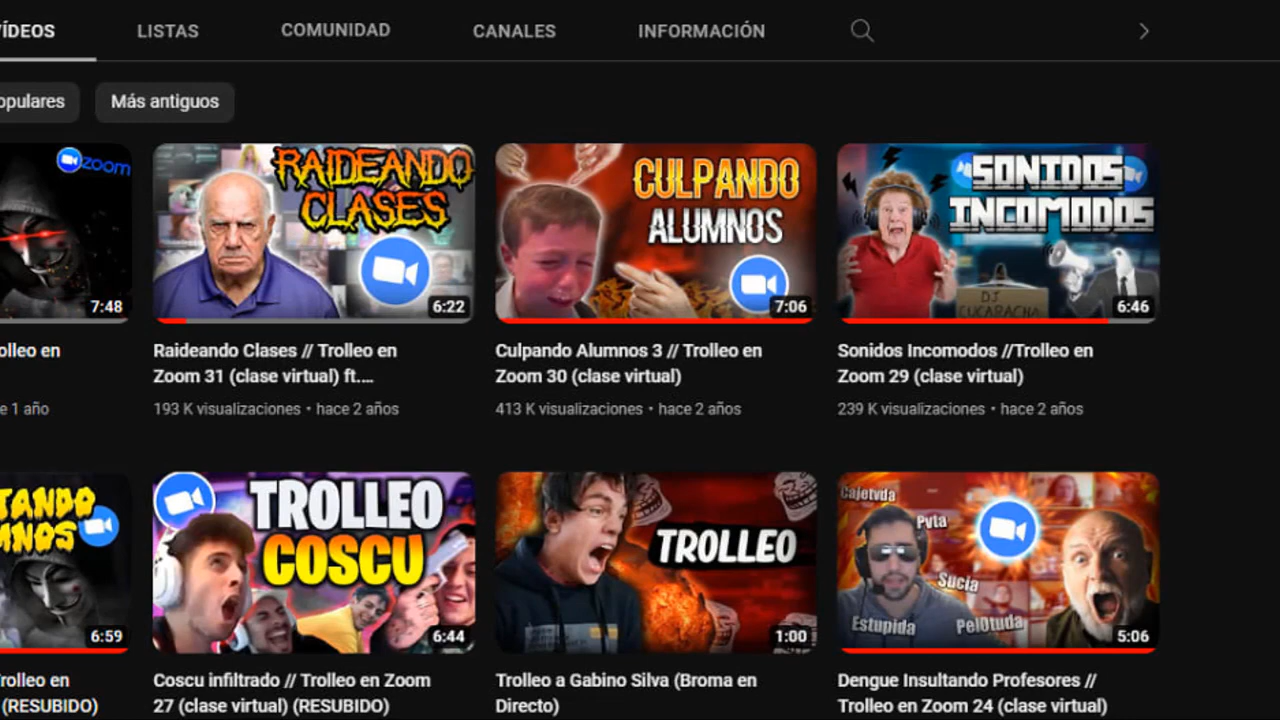 VÍDEOS LISTAS COMUNIDAD CANALES INFORMACIÓN
opulares Más antiguos
zoom
7:48
RAIDEANDO
CLASES
6:22
CULPANDO
ALUMNOS
7:06
SONIDOS
INCOMODOS
DJ
CUCARACHA
6:46
olleo en
e 1 año
Raideando Clases // Trolleo en
Zoom 31 (clase virtual) ft....
193 K visualizaciones • hace 2 años
Culpando Alumnos 3 // Trolleo en
Zoom 30 (clase virtual)
413 K visualizaciones • hace 2 años
Sonidos Incomodos //Trolleo en
Zoom 29 (clase virtual)
239 K visualizaciones • hace 2 años
TANDO
MNOS
6:59
TROLLEO
COSCU
6:44
TROLLEO
1:00
Cajetvda
Pvta
Sucia
Estupida
Pel0tuda
5:06
rolleo en
(RESUBIDO)
Coscu infiltrado // Trolleo en Zoom
27 (clase virtual) (RESUBIDO)
Trolleo a Gabino Silva (Broma en
Directo)
Dengue Insultando Profesores //
Trolleo en Zoom 24 (clase virtual)